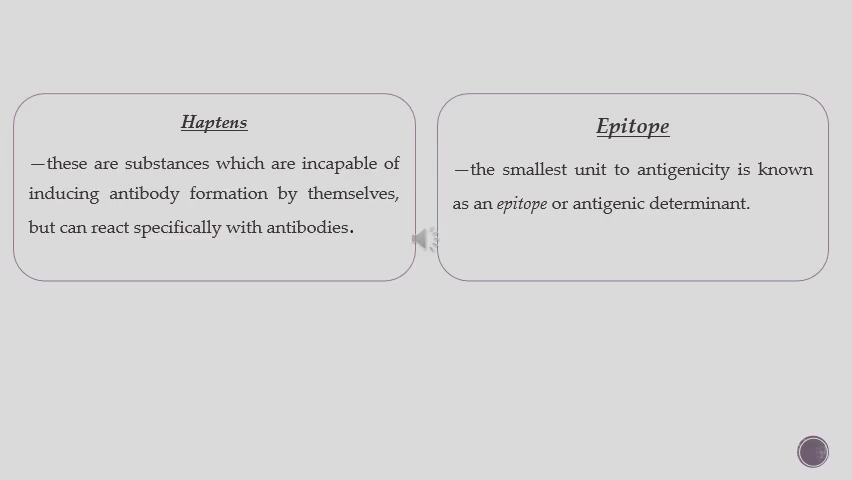 Haptens
—these are substances which are incapable of
inducing antibody formation by themselves,
but can react specifically with antibodies.
Epitope
—the smallest unit to antigenicity is known
as an epitope or antigenic determinant.